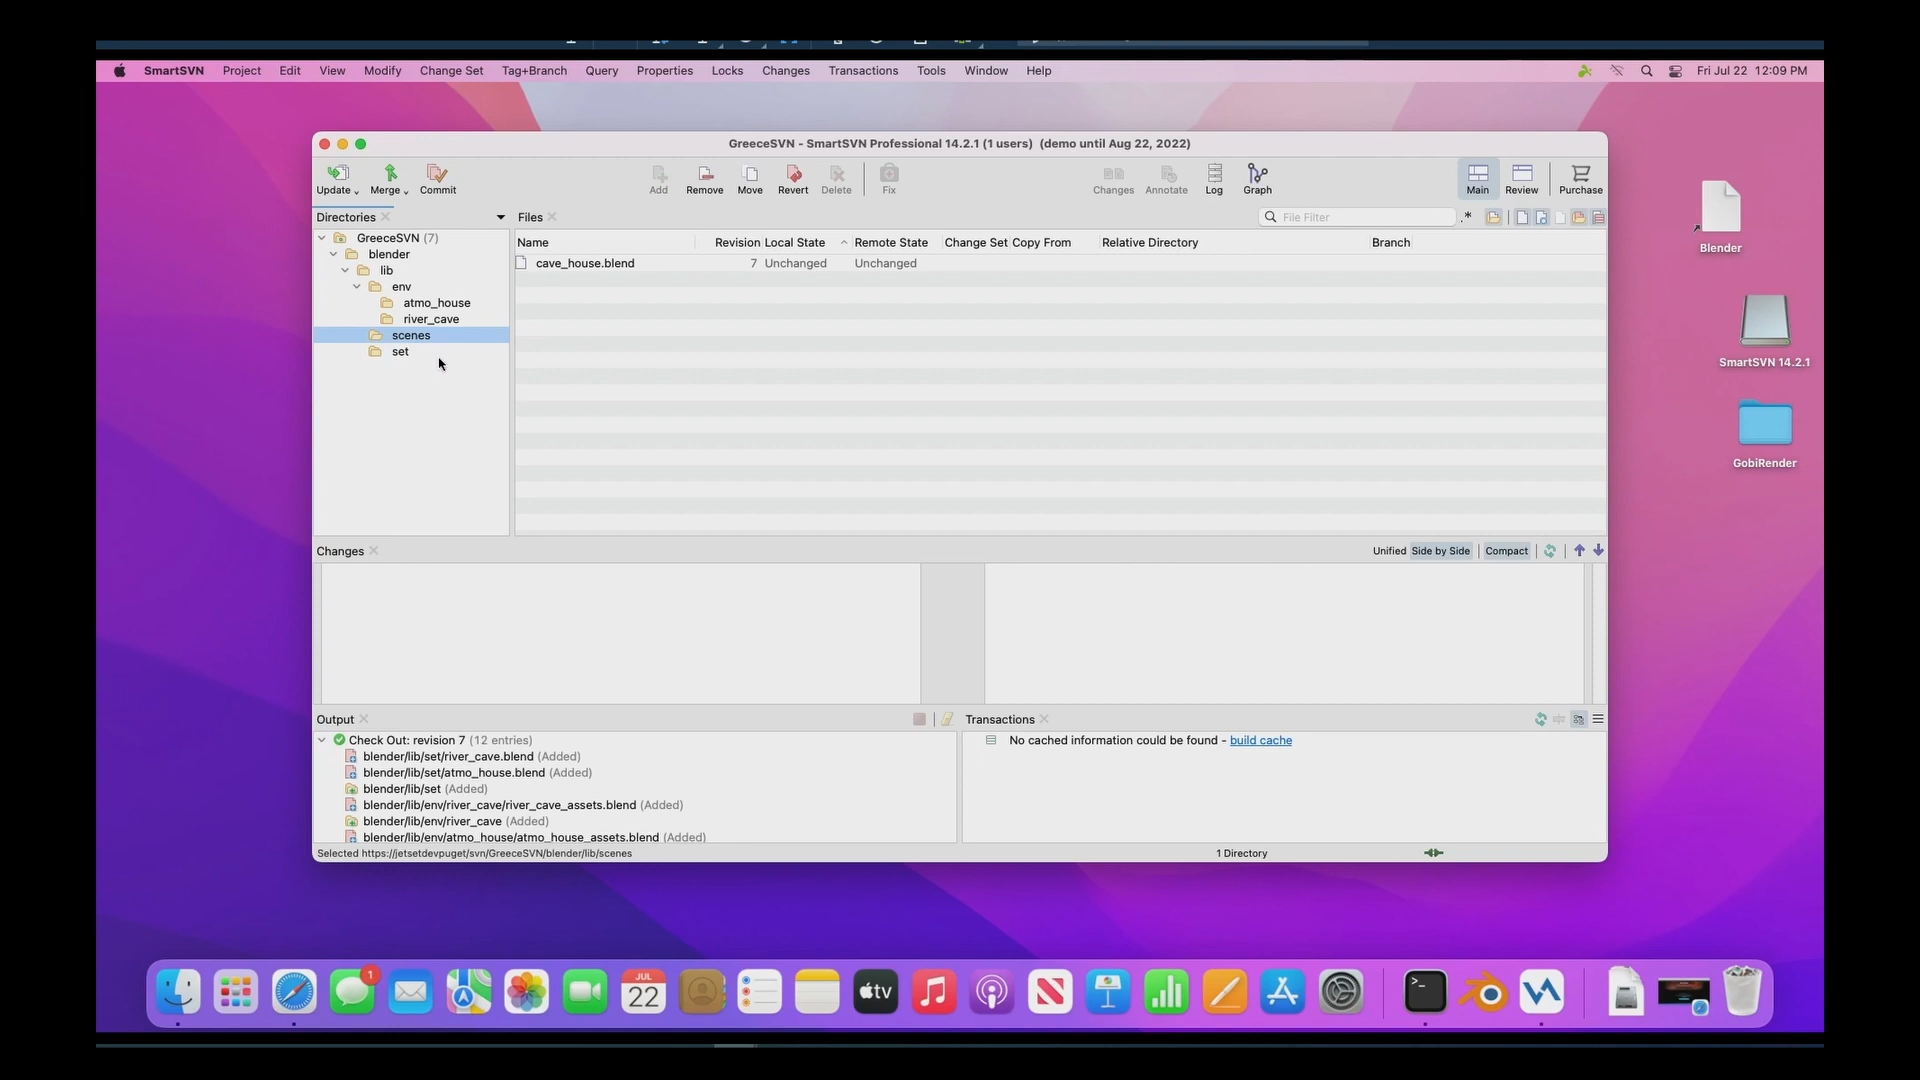 SmartSVN Project Edit View Modify Change Set Tag+Branch Query Properties Locks Changes Transactions Tools Window Help Fri Jul 22 12:09 PM
GreeceSVN - SmartSVN Professional 14.2.1 (1 users) (demo until Aug 22, 2022)
Update Merge Commit Add Remove Move Revert Delete Fix Changes Annotate Log Graph Main Review Purchase
Directories
GreeceSVN (7)
blender
lib
env
atmo_house
river_cave
scenes
set
Files
File Filter
.*
Name Revision Local State Remote State Change Set Copy From Relative Directory Branch
cave_house.blend 7 Unchanged Unchanged
Changes
Unified Side by Side Compact
Output
Check Out: revision 7 (12 entries)
blender/lib/set/river_cave.blend (Added)
blender/lib/set/atmo_house.blend (Added)
blender/lib/set (Added)
blender/lib/env/river_cave/river_cave_assets.blend (Added)
blender/lib/env/river_cave (Added)
blender/lib/env/atmo_house/atmo_house_assets.blend (Added)
Transactions
No cached information could be found - build cache
Selected https://jetsetdevpuget/svn/GreeceSVN/blender/lib/scenes
1 Directory
Blender
SmartSVN 14.2.1
GobiRender
1
JUL
22
tv
>_